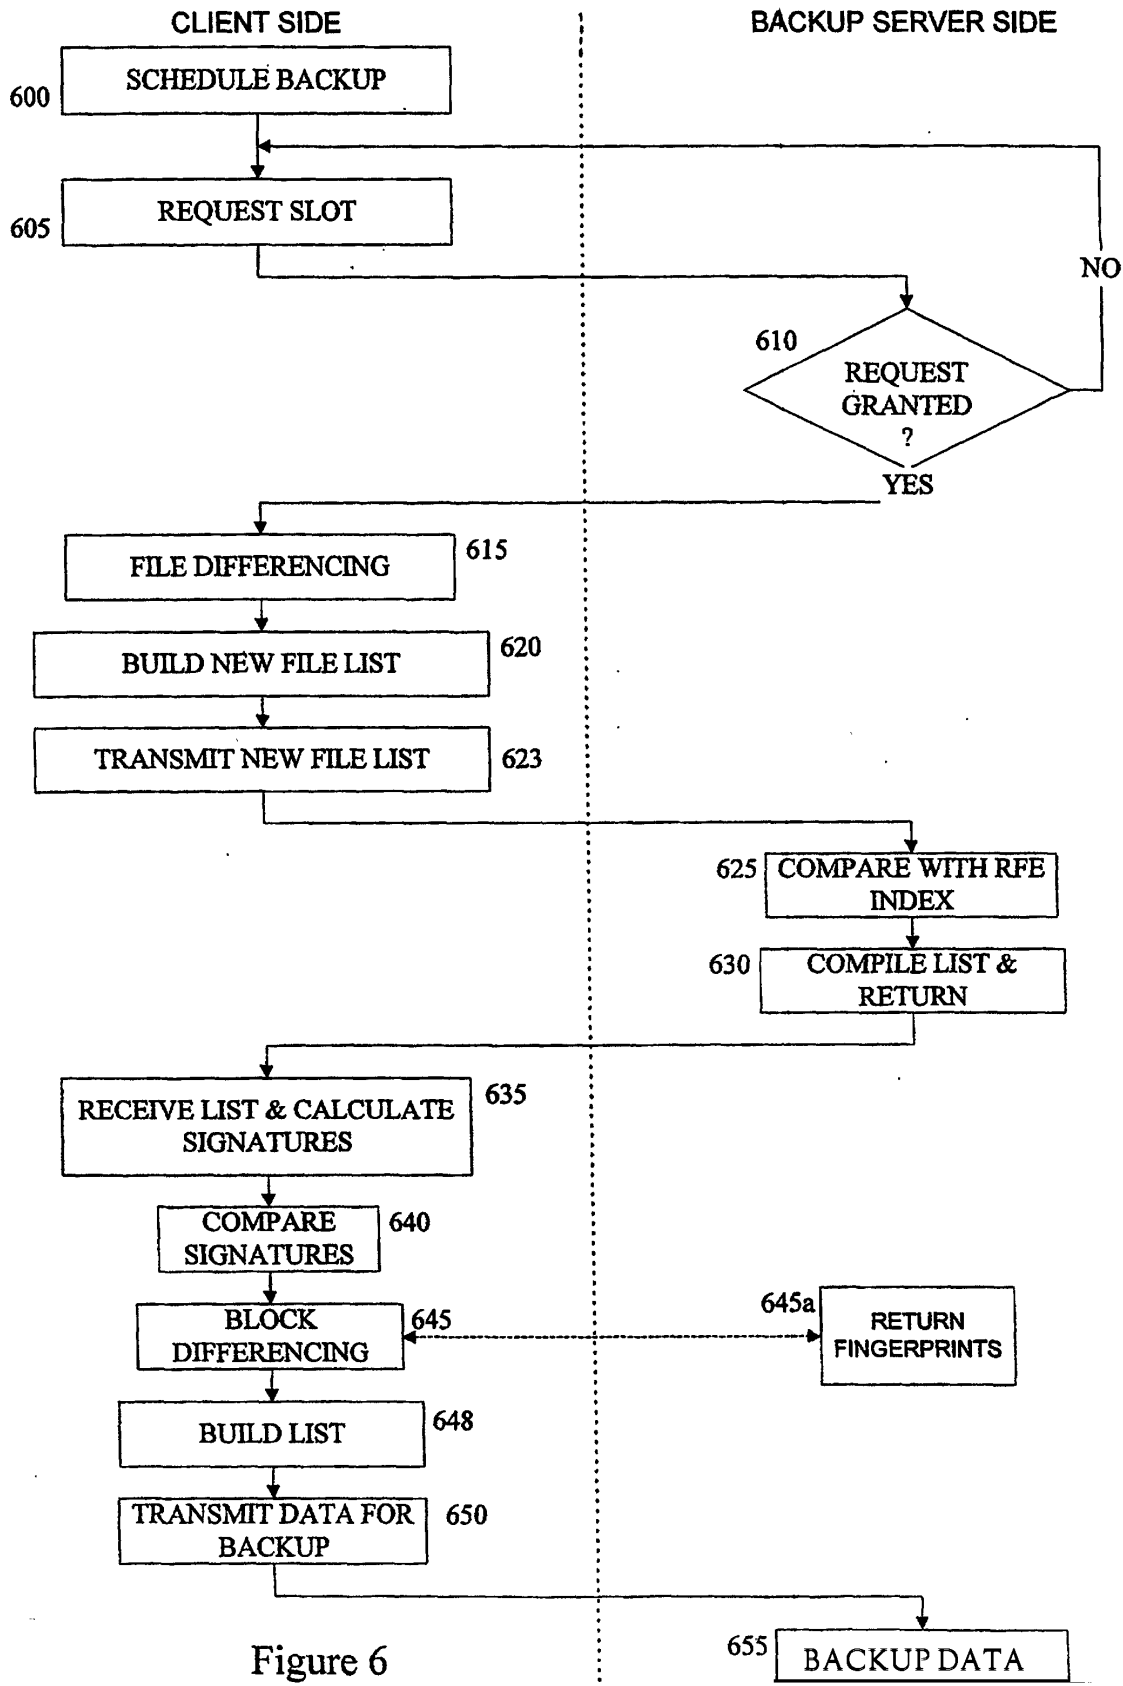 CLIENT SIDE
BACKUP SERVER SIDE
SCHEDULE BACKUP
600
REQUEST SLOT
605
NO
610
REQUEST
GRANTED
?
YES
FILE DIFFERENCING
615
BUILD NEW FILE LIST
620
TRANSMIT NEW FILE LIST
623
625
COMPARE WITH RFE
INDEX
630
COMPILE LIST &
RETURN
RECEIVE LIST & CALCULATE
SIGNATURES
635
COMPARE
SIGNATURES
640
BLOCK
DIFFERENCING
645
645a
RETURN
FINGERPRINTS
BUILD LIST
648
TRANSMIT DATA FOR
BACKUP
650
655
BACKUP DATA
Figure 6